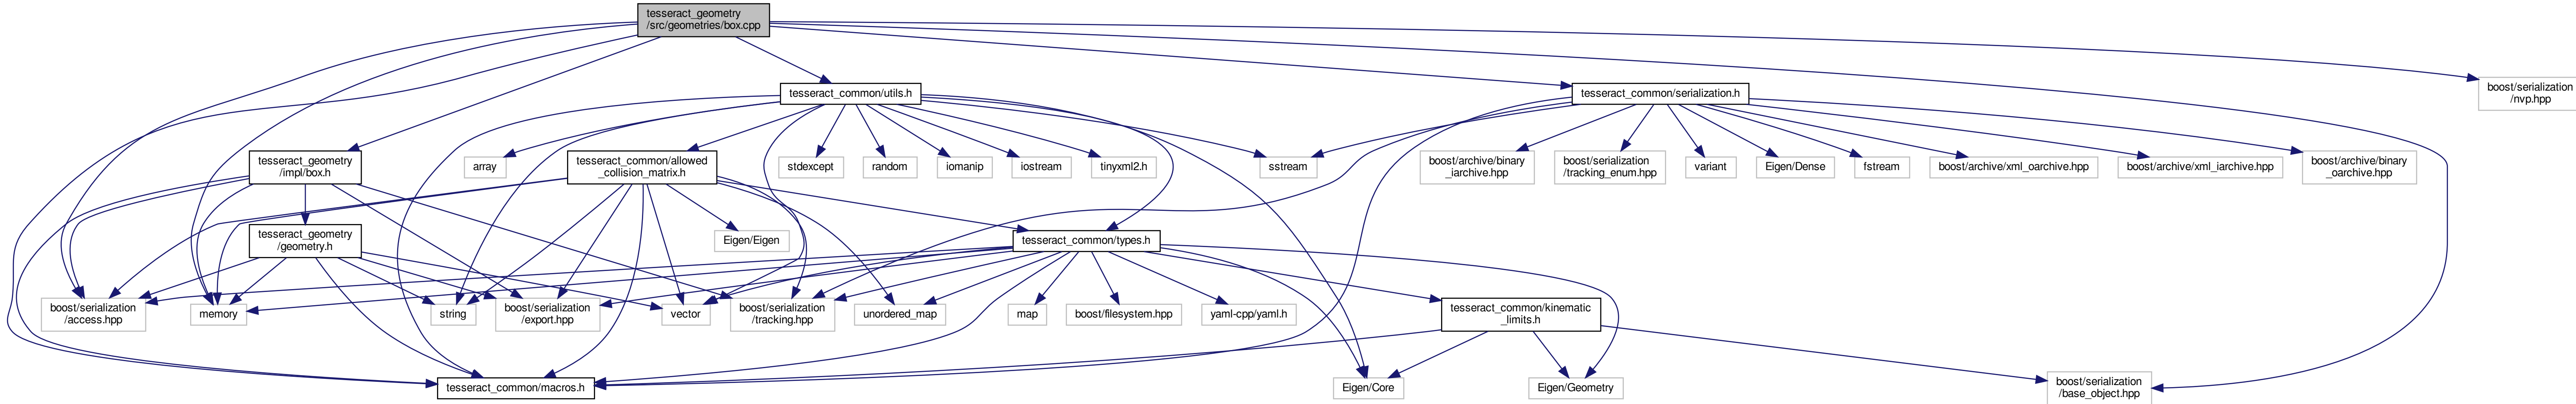 tesseract_geometry
/src/geometries/box.cpp
tesseract_common/utils.h
tesseract_common/serialization.h
boost/serialization
/nvp.hpp
tesseract_geometry
/impl/box.h
array
tesseract_common/allowed
_collision_matrix.h
stdexcept
random
iomanip
iostream
tinyxml2.h
sstream
boost/archive/binary
_iarchive.hpp
boost/serialization
/tracking_enum.hpp
variant
Eigen/Dense
fstream
boost/archive/xml_oarchive.hpp
boost/archive/xml_iarchive.hpp
boost/archive/binary
_oarchive.hpp
tesseract_geometry
/geometry.h
Eigen/Eigen
tesseract_common/types.h
boost/serialization
/access.hpp
memory
string
boost/serialization
/export.hpp
vector
boost/serialization
/tracking.hpp
unordered_map
map
boost/filesystem.hpp
yaml-cpp/yaml.h
tesseract_common/kinematic
_limits.h
tesseract_common/macros.h
Eigen/Core
Eigen/Geometry
boost/serialization
/base_object.hpp